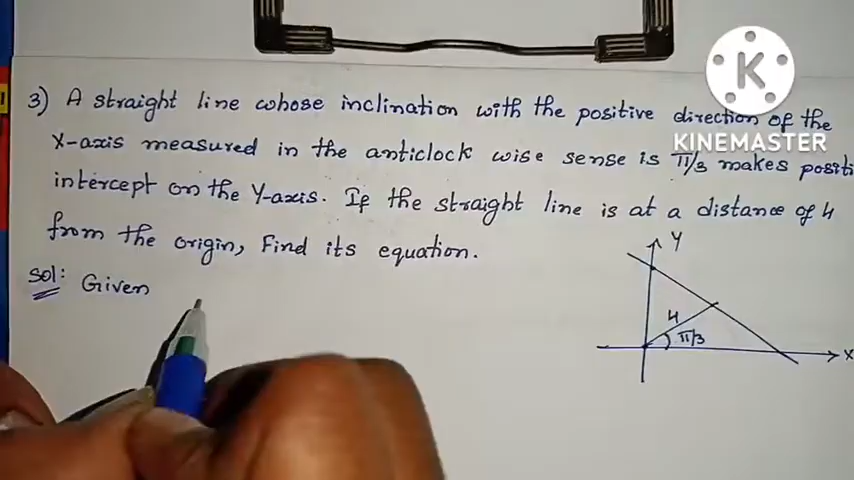 3) A straight line whose inclination with the positive direction of the
X-axis measured in the anticlock wise sense is π/3 makes positi
intercept on the Y-axis. If the straight line is at a distance of 4
from the origin, Find its equation.
Sol: Given
Y
4
π/3
X
K
KINEMASTER